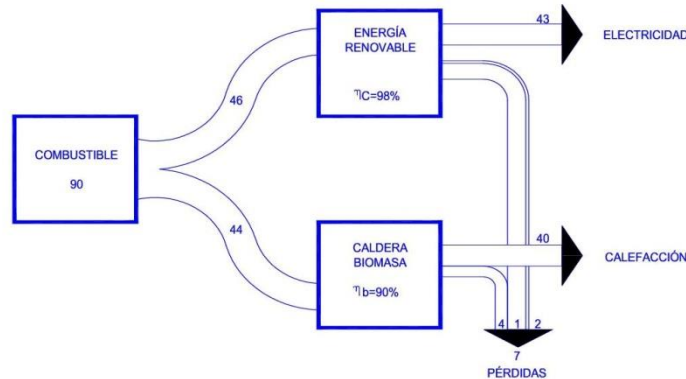 43
ENERGÍA
RENOVABLE
ELECTRICIDAD
ηC=98%
46
COMBUSTIBLE
90
44
CALDERA
BIOMASA
40
CALEFACCIÓN
ηb=90%
4 1 2
7
PÉRDIDAS